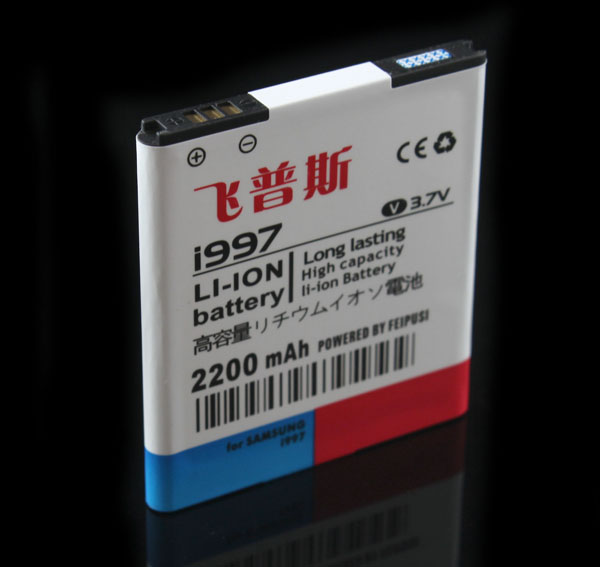 + −
CE
飞普斯
i997
V 3.7V
LI-ION
battery
Long lasting
High capacity
li-ion Battery
高容量リチウムイオン電池
2200 mAh POWERED BY FEIPUSI
for SAMSUNG
i997